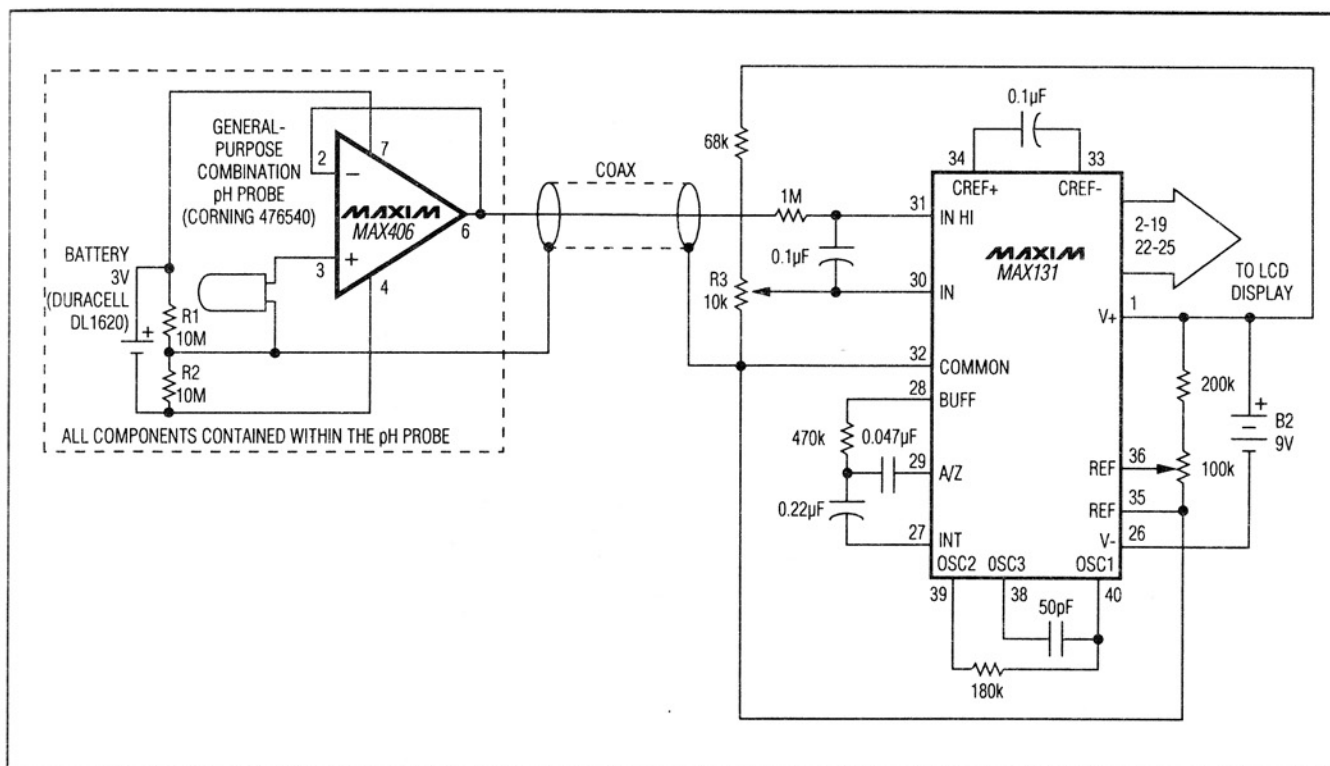 GENERAL-
PURPOSE
COMBINATION
pH PROBE
(CORNING 476540)
BATTERY
3V
(DURACELL
DL1620)
+
R1
10M
R2
10M
2
−
7
MAXIM
MAX406
6
3
+
4
ALL COMPONENTS CONTAINED WITHIN THE pH PROBE
COAX
68k
1M
0.1µF
R3
10k
0.1µF
34
33
CREF+
CREF-
31
IN HI
MAXIM
MAX131
30
IN
2-19
22-25
TO LCD
DISPLAY
1
V+
32
COMMON
28
BUFF
470k
0.047µF
29
A/Z
0.22µF
27
INT
200k
+
B2
9V
36
REF
100k
35
REF
26
V-
OSC2
OSC3
OSC1
39
38
40
50pF
180k